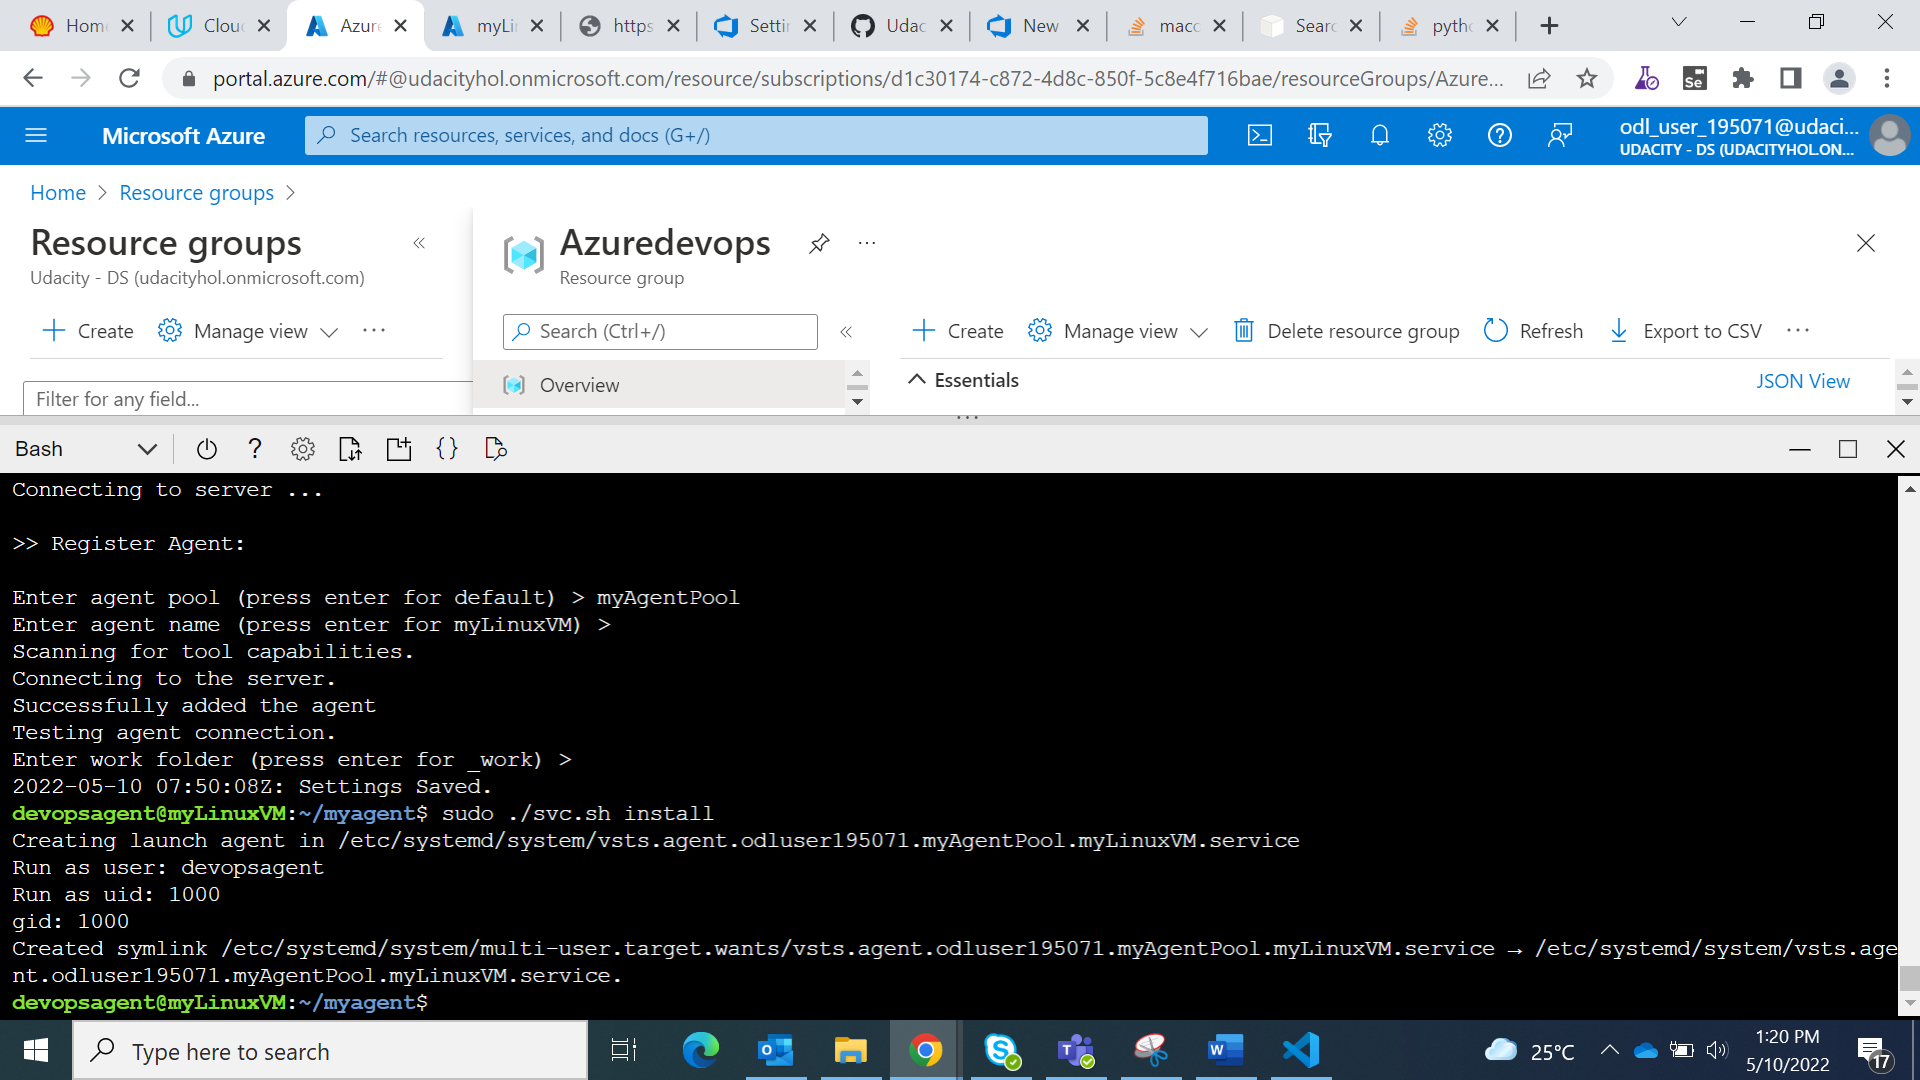 Home
Clou
Azure
myLi
https
Settin
Udac
New
macc
Searc
pytho
portal.azure.com/#@udacityhol.onmicrosoft.com/resource/subscriptions/d1c30174-c872-4d8c-850f-5c8e4f716bae/resourceGroups/Azure...
Se
Microsoft Azure
Search resources, services, and docs (G+/)
odl_user_195071@udaci...
UDACITY - DS (UDACITYHOL.ON...
Home > Resource groups >
Resource groups «
Udacity - DS (udacityhol.onmicrosoft.com)
+ Create Manage view ...
Filter for any field...
Azuredevops ...
Resource group
Search (Ctrl+/) «
+ Create Manage view Delete resource group Refresh Export to CSV ...
Overview
Essentials JSON View
Bash
Connecting to server ...
>> Register Agent:
Enter agent pool (press enter for default) > myAgentPool
Enter agent name (press enter for myLinuxVM) >
Scanning for tool capabilities.
Connecting to the server.
Successfully added the agent
Testing agent connection.
Enter work folder (press enter for _work) >
2022-05-10 07:50:08Z: Settings Saved.
devopsagent@myLinuxVM:~/myagent$ sudo ./svc.sh install
Creating launch agent in /etc/systemd/system/vsts.agent.odluser195071.myAgentPool.myLinuxVM.service
Run as user: devopsagent
Run as uid: 1000
gid: 1000
Created symlink /etc/systemd/system/multi-user.target.wants/vsts.agent.odluser195071.myAgentPool.myLinuxVM.service → /etc/systemd/system/vsts.age
nt.odluser195071.myAgentPool.myLinuxVM.service.
devopsagent@myLinuxVM:~/myagent$
Type here to search
25°C
1:20 PM
5/10/2022
17